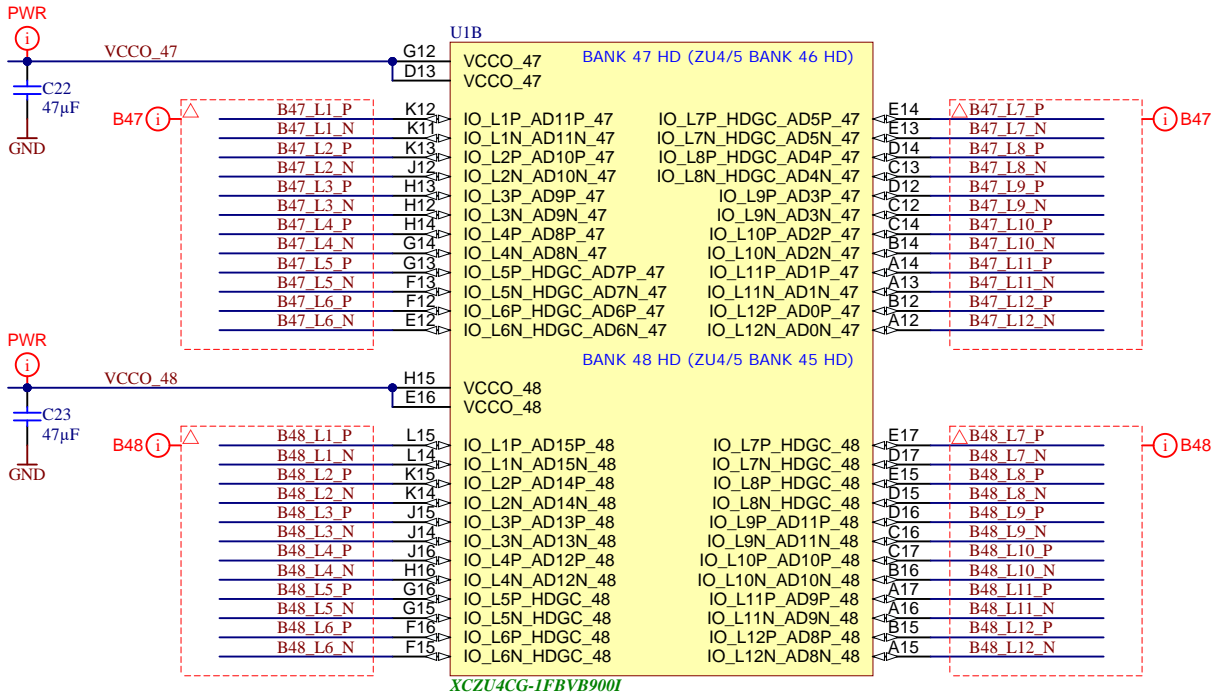 PWR
i
VCCO_47
C22
47µF
GND
U1B
BANK 47 HD (ZU4/5 BANK 46 HD)
G12 VCCO_47
D13 VCCO_47
B47 i
B47_L1_P K12 IO_L1P_AD11P_47 IO_L7P_HDGC_AD5P_47 E14 B47_L7_P
B47_L1_N K11 IO_L1N_AD11N_47 IO_L7N_HDGC_AD5N_47 E13 B47_L7_N
B47_L2_P K13 IO_L2P_AD10P_47 IO_L8P_HDGC_AD4P_47 D14 B47_L8_P
B47_L2_N J12 IO_L2N_AD10N_47 IO_L8N_HDGC_AD4N_47 C13 B47_L8_N
B47_L3_P H13 IO_L3P_AD9P_47 IO_L9P_AD3P_47 D12 B47_L9_P
B47_L3_N H12 IO_L3N_AD9N_47 IO_L9N_AD3N_47 C12 B47_L9_N
B47_L4_P H14 IO_L4P_AD8P_47 IO_L10P_AD2P_47 C14 B47_L10_P
B47_L4_N G14 IO_L4N_AD8N_47 IO_L10N_AD2N_47 B14 B47_L10_N
B47_L5_P G13 IO_L5P_HDGC_AD7P_47 IO_L11P_AD1P_47 A14 B47_L11_P
B47_L5_N F13 IO_L5N_HDGC_AD7N_47 IO_L11N_AD1N_47 A13 B47_L11_N
B47_L6_P F12 IO_L6P_HDGC_AD6P_47 IO_L12P_AD0P_47 B12 B47_L12_P
B47_L6_N E12 IO_L6N_HDGC_AD6N_47 IO_L12N_AD0N_47 A12 B47_L12_N
i B47
PWR
i
VCCO_48
C23
47µF
GND
BANK 48 HD (ZU4/5 BANK 45 HD)
H15 VCCO_48
E16 VCCO_48
B48 i
B48_L1_P L15 IO_L1P_AD15P_48 IO_L7P_HDGC_48 E17 B48_L7_P
B48_L1_N L14 IO_L1N_AD15N_48 IO_L7N_HDGC_48 D17 B48_L7_N
B48_L2_P K15 IO_L2P_AD14P_48 IO_L8P_HDGC_48 E15 B48_L8_P
B48_L2_N K14 IO_L2N_AD14N_48 IO_L8N_HDGC_48 D15 B48_L8_N
B48_L3_P J15 IO_L3P_AD13P_48 IO_L9P_AD11P_48 D16 B48_L9_P
B48_L3_N J14 IO_L3N_AD13N_48 IO_L9N_AD11N_48 C16 B48_L9_N
B48_L4_P J16 IO_L4P_AD12P_48 IO_L10P_AD10P_48 C17 B48_L10_P
B48_L4_N H16 IO_L4N_AD12N_48 IO_L10N_AD10N_48 B16 B48_L10_N
B48_L5_P G16 IO_L5P_HDGC_48 IO_L11P_AD9P_48 A17 B48_L11_P
B48_L5_N G15 IO_L5N_HDGC_48 IO_L11N_AD9N_48 A16 B48_L11_N
B48_L6_P F16 IO_L6P_HDGC_48 IO_L12P_AD8P_48 B15 B48_L12_P
B48_L6_N F15 IO_L6N_HDGC_48 IO_L12N_AD8N_48 A15 B48_L12_N
i B48
XCZU4CG-1FBVB900I